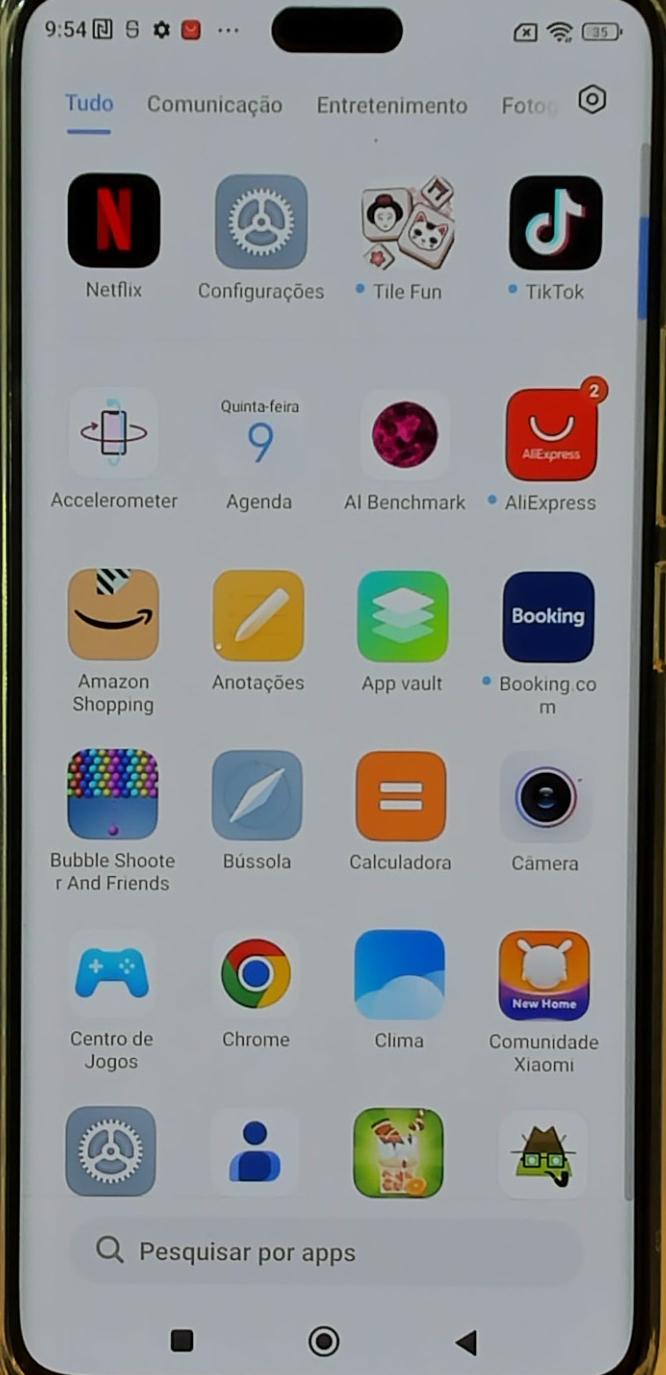 9:54
35
Tudo Comunicação Entretenimento Fotog
N
Netflix Configurações Tile Fun TikTok
Quinta-feira
9
2
AliExpress
Accelerometer Agenda AI Benchmark AliExpress
Booking
Amazon Shopping Anotações App vault Booking.co
m
Bubble Shoote
r And Friends Bússola Calculadora Câmera
New Home
Centro de
Jogos Chrome Clima Comunidade
Xiaomi
Pesquisar por apps